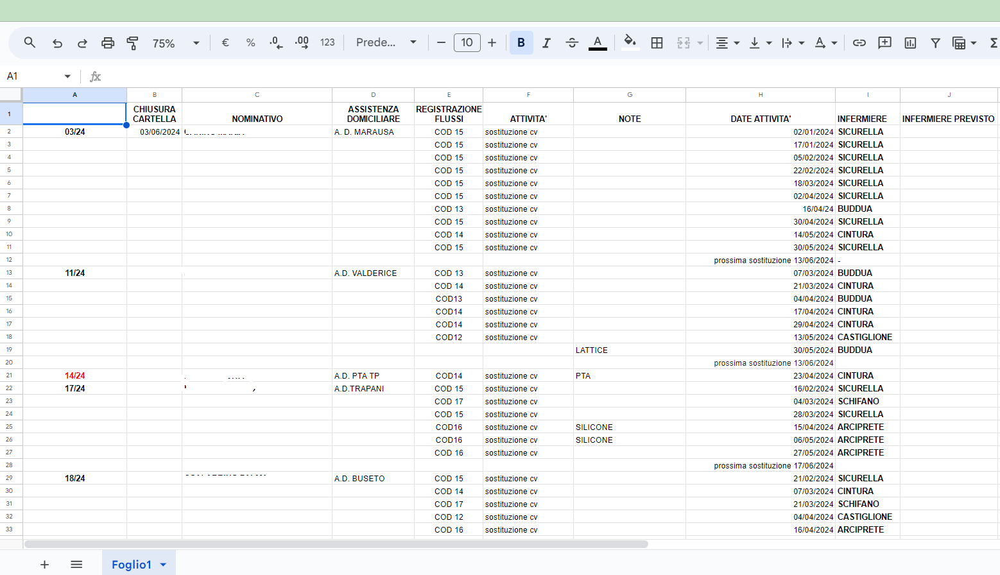 75% € % .0 .00 123 Prede... 10 B I S A
A1 fx
A B C D E F G H I J
1 CHIUSURA CARTELLA NOMINATIVO ASSISTENZA DOMICILIARE REGISTRAZIONE FLUSSI ATTIVITA' NOTE DATE ATTIVITA' INFERMIERE INFERMIERE PREVISTO
2 03/24 03/06/2024 A. D. MARAUSA COD 15 sostituzione cv 02/01/2024 SICURELLA
3 COD 15 sostituzione cv 17/01/2024 SICURELLA
4 COD 15 sostituzione cv 05/02/2024 SICURELLA
5 COD 15 sostituzione cv 22/02/2024 SICURELLA
6 COD 15 sostituzione cv 18/03/2024 SICURELLA
7 COD 15 sostituzione cv 02/04/2024 SICURELLA
8 COD 13 sostituzione cv 16/04/24 BUDDUA
9 COD 15 sostituzione cv 30/04/2024 SICURELLA
10 COD 14 sostituzione cv 14/05/2024 CINTURA
11 COD 15 sostituzione cv 30/05/2024 SICURELLA
12 prossima sostituzione 13/06/2024 -
13 11/24 A.D. VALDERICE COD 13 sostituzione cv 07/03/2024 BUDDUA
14 COD 14 sostituzione cv 21/03/2024 CINTURA
15 COD13 sostituzione cv 04/04/2024 BUDDUA
16 COD14 sostituzione cv 17/04/2024 CINTURA
17 COD14 sostituzione cv 29/04/2024 CINTURA
18 COD12 sostituzione cv 13/05/2024 CASTIGLIONE
19 LATTICE 30/05/2024 BUDDUA
20 prossima sostituzione 13/06/2024
21 14/24 A.D. PTA TP COD14 sostituzione cv PTA 23/04/2024 CINTURA
22 17/24 A.D.TRAPANI COD 15 sostituzione cv 16/02/2024 SICURELLA
23 COD 17 sostituzione cv 04/03/2024 SCHIFANO
24 COD 15 sostituzione cv 28/03/2024 SICURELLA
25 COD16 sostituzione cv SILICONE 15/04/2024 ARCIPRETE
26 COD16 sostituzione cv SILICONE 06/05/2024 ARCIPRETE
27 COD 16 sostituzione cv 27/05/2024 ARCIPRETE
28 prossima sostituzione 17/06/2024
29 18/24 A.D. BUSETO COD 15 sostituzione cv 21/02/2024 SICURELLA
30 COD 14 sostituzione cv 07/03/2024 CINTURA
31 COD 17 sostituzione cv 21/03/2024 SCHIFANO
32 COD 12 sostituzione cv 04/04/2024 CASTIGLIONE
33 COD 16 sostituzione cv 16/04/2024 ARCIPRETE
Foglio1